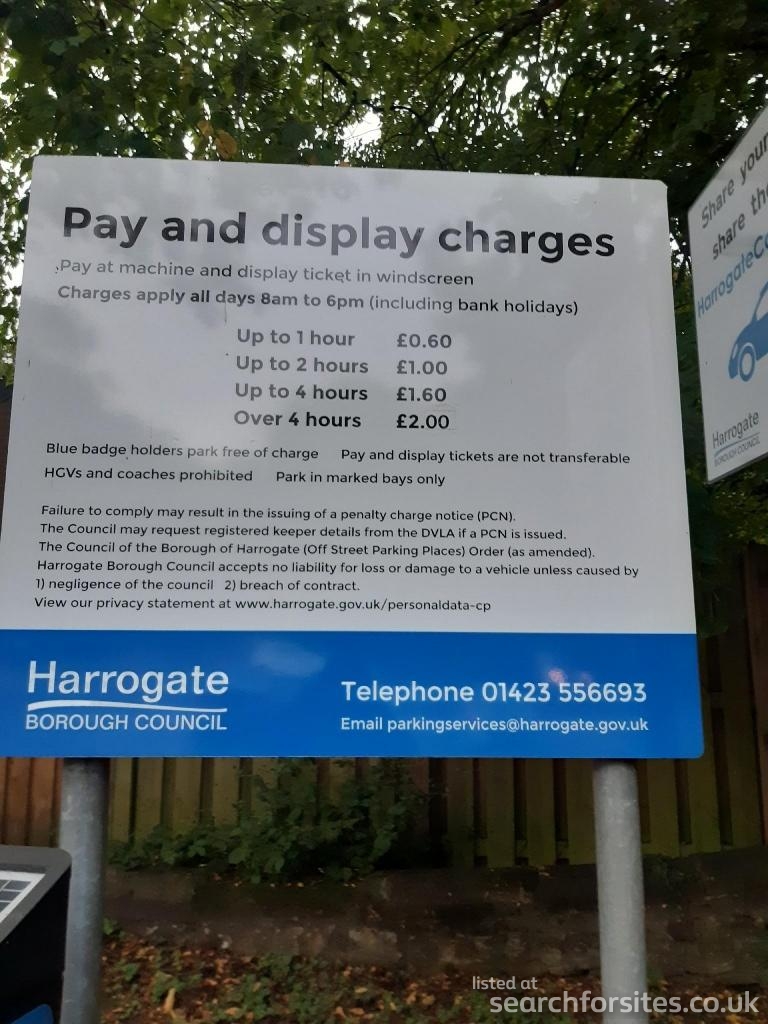 Pay and display charges
Pay at machine and display ticket in windscreen
Charges apply all days 8am to 6pm (including bank holidays)
Up to 1 hour £0.60
Up to 2 hours £1.00
Up to 4 hours £1.60
Over 4 hours £2.00
Blue badge holders park free of charge Pay and display tickets are not transferable
HGVs and coaches prohibited Park in marked bays only
Failure to comply may result in the issuing of a penalty charge notice (PCN).
The Council may request registered keeper details from the DVLA if a PCN is issued.
The Council of the Borough of Harrogate (Off Street Parking Places) Order (as amended).
Harrogate Borough Council accepts no liability for loss or damage to a vehicle unless caused by
1) negligence of the council 2) breach of contract.
View our privacy statement at www.harrogate.gov.uk/personaldata-cp
Harrogate
BOROUGH COUNCIL
Telephone 01423 556693
Email parkingservices@harrogate.gov.uk
Share your
share the
Harrogate
Harrogate
BOROUGH COUNCIL
listed at
searchforsites.co.uk